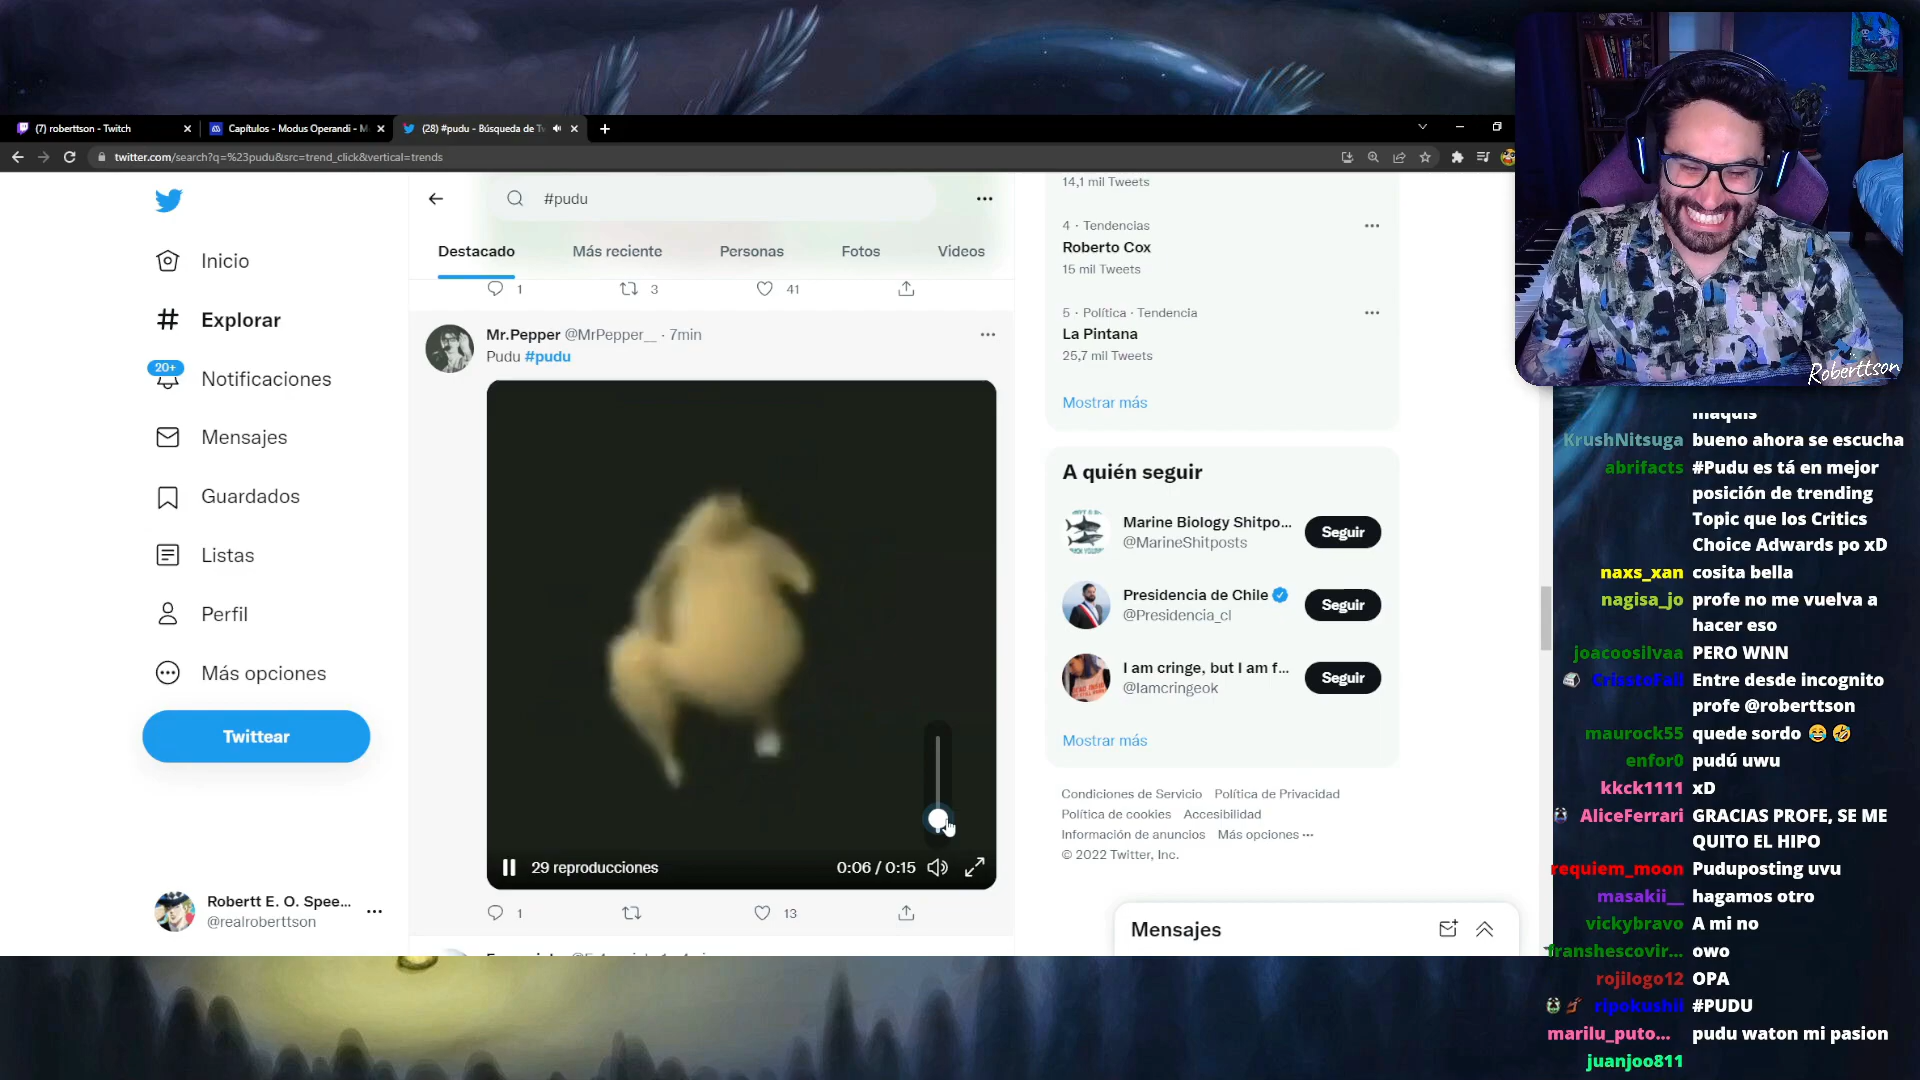 (7) roberttson - Twitch
Capítulos - Modus Operandi - M
(28) #pudu - Búsqueda de Tw
twitter.com/search?q=%23pudu&src=trend_click&vertical=trends
#pudu
Destacado
Más reciente
Personas
Fotos
Videos
1
3
41
Inicio
Explorar
20+
Notificaciones
Mensajes
Guardados
Listas
Perfil
Más opciones
Twittear
Robertt E. O. Spee...
@realroberttson
Mr.Pepper @MrPepper__ · 7min
Pudu #pudu
29 reproducciones
0:06 / 0:15
1
13
14,1 mil Tweets
4 · Tendencias
Roberto Cox
15 mil Tweets
5 · Política · Tendencia
La Pintana
25,7 mil Tweets
Mostrar más
A quién seguir
Marine Biology Shitpo...
@MarineShitposts
Seguir
Presidencia de Chile
@Presidencia_cl
Seguir
I am cringe, but I am f...
@Iamcringeok
Seguir
Mostrar más
Condiciones de Servicio Política de Privacidad
Política de cookies Accesibilidad
Información de anuncios Más opciones ···
© 2022 Twitter, Inc.
Mensajes
Roberttson
maquis
KrushNitsuga bueno ahora se escucha
abrifacts #Pudu es tá en mejor
posición de trending
Topic que los Critics
Choice Adwards po xD
naxs_xan cosita bella
nagisa_jo profe no me vuelva a
hacer eso
joacoosilvaa PERO WNN
CrisstoFall Entre desde incognito
profe @roberttson
maurock55 quede sordo 😂 🤣
enfor0 pudú uwu
kkck1111 xD
AliceFerrari GRACIAS PROFE, SE ME
QUITO EL HIPO
requiem_moon Puduposting uvu
masakii__ hagamos otro
vickybravo A mi no
franshescovir... owo
rojilogo12 OPA
ripokushii #PUDU
marilu_puto... pudu waton mi pasion
juanjoo811